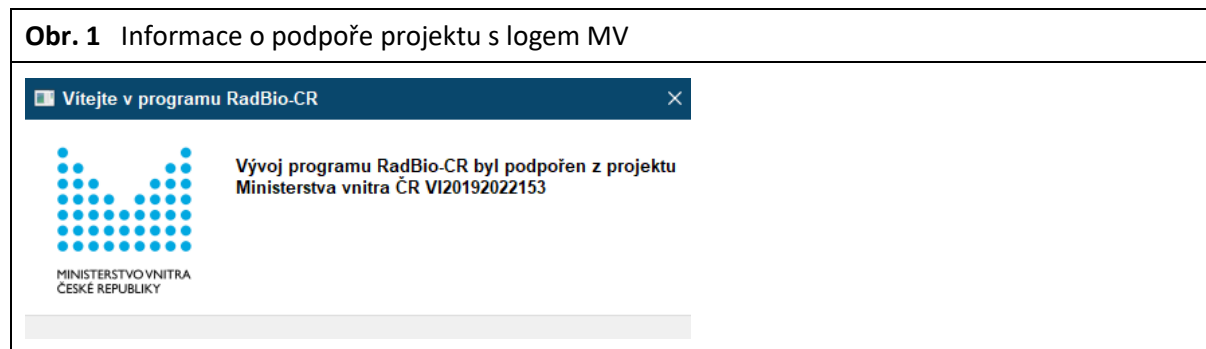 Obr. 1 Informace o podpoře projektu s logem MV
Vítejte v programu RadBio-CR
Vývoj programu RadBio-CR byl podpořen z projektu
Ministerstva vnitra ČR VI20192022153
MINISTERSTVO VNITRA
ČESKÉ REPUBLIKY